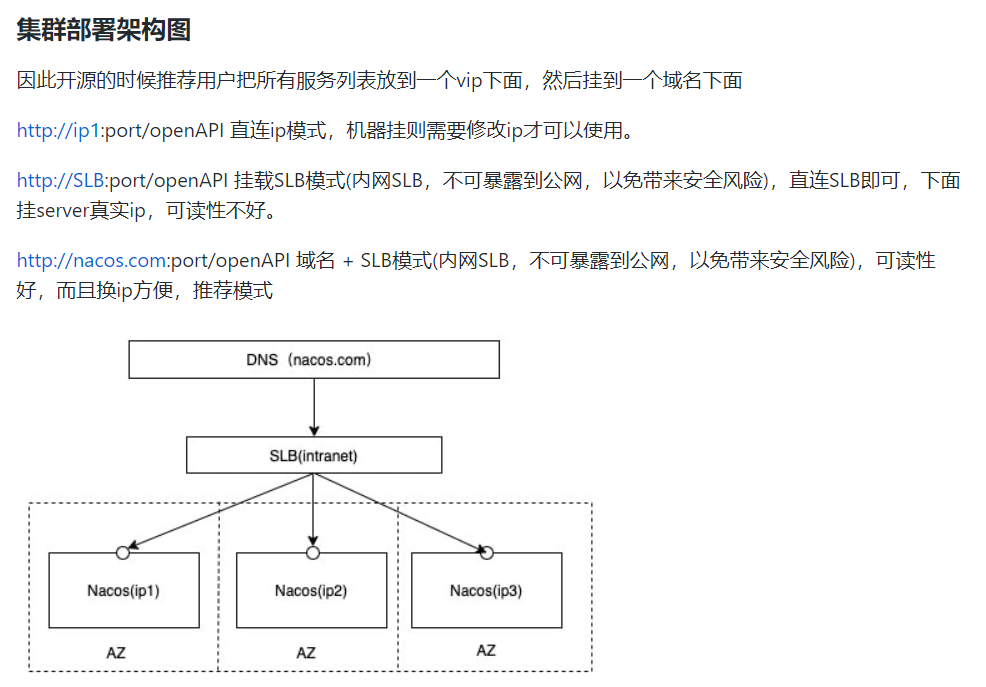 集群部署架构图
因此开源的时候推荐用户把所有服务列表放到一个vip下面，然后挂到一个域名下面
http://ip1:port/openAPI 直连ip模式，机器挂则需要修改ip才可以使用。
http://SLB:port/openAPI 挂载SLB模式(内网SLB，不可暴露到公网，以免带来安全风险)，直连SLB即可，下面
挂server真实ip，可读性不好。
http://nacos.com:port/openAPI 域名 + SLB模式(内网SLB，不可暴露到公网，以免带来安全风险)，可读性
好，而且换ip方便，推荐模式
DNS（nacos.com）
SLB(intranet)
Nacos(ip1)
Nacos(ip2)
Nacos(ip3)
AZ
AZ
AZ